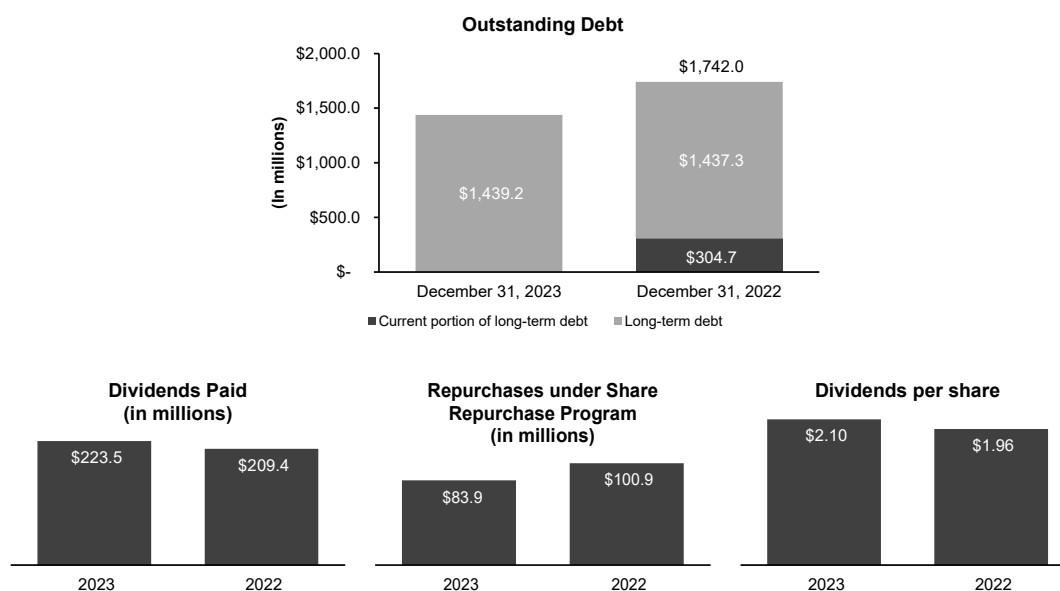 Outstanding Debt
(In millions)
$2,000.0
$1,500.0
$1,000.0
$500.0
$-
$1,742.0
$1,439.2
$1,437.3
$304.7
December 31, 2023
December 31, 2022
Current portion of long-term debt
Long-term debt
Dividends Paid
(in millions)
$223.5
$209.4
2023
2022
Repurchases under Share
Repurchase Program
(in millions)
$83.9
$100.9
2023
2022
Dividends per share
$2.10
$1.96
2023
2022